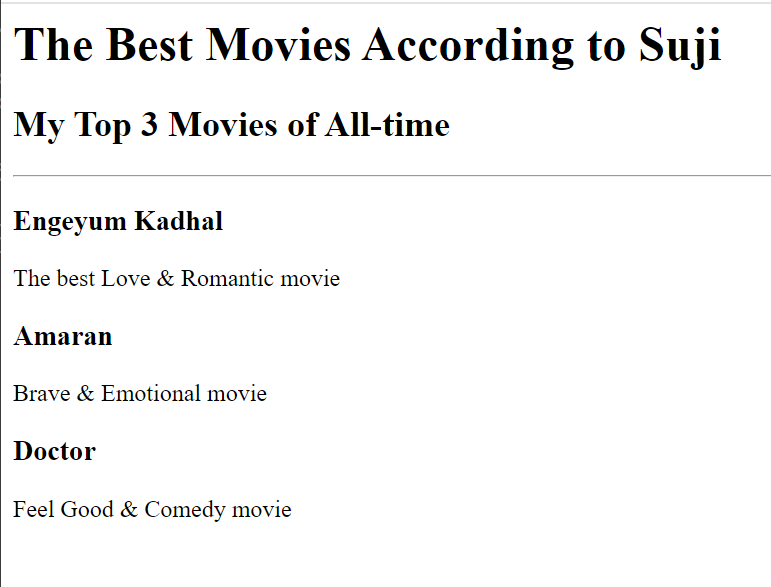 The Best Movies According to Suji
My Top 3 Movies of All-time
Engeyum Kadhal
The best Love & Romantic movie
Amaran
Brave & Emotional movie
Doctor
Feel Good & Comedy movie